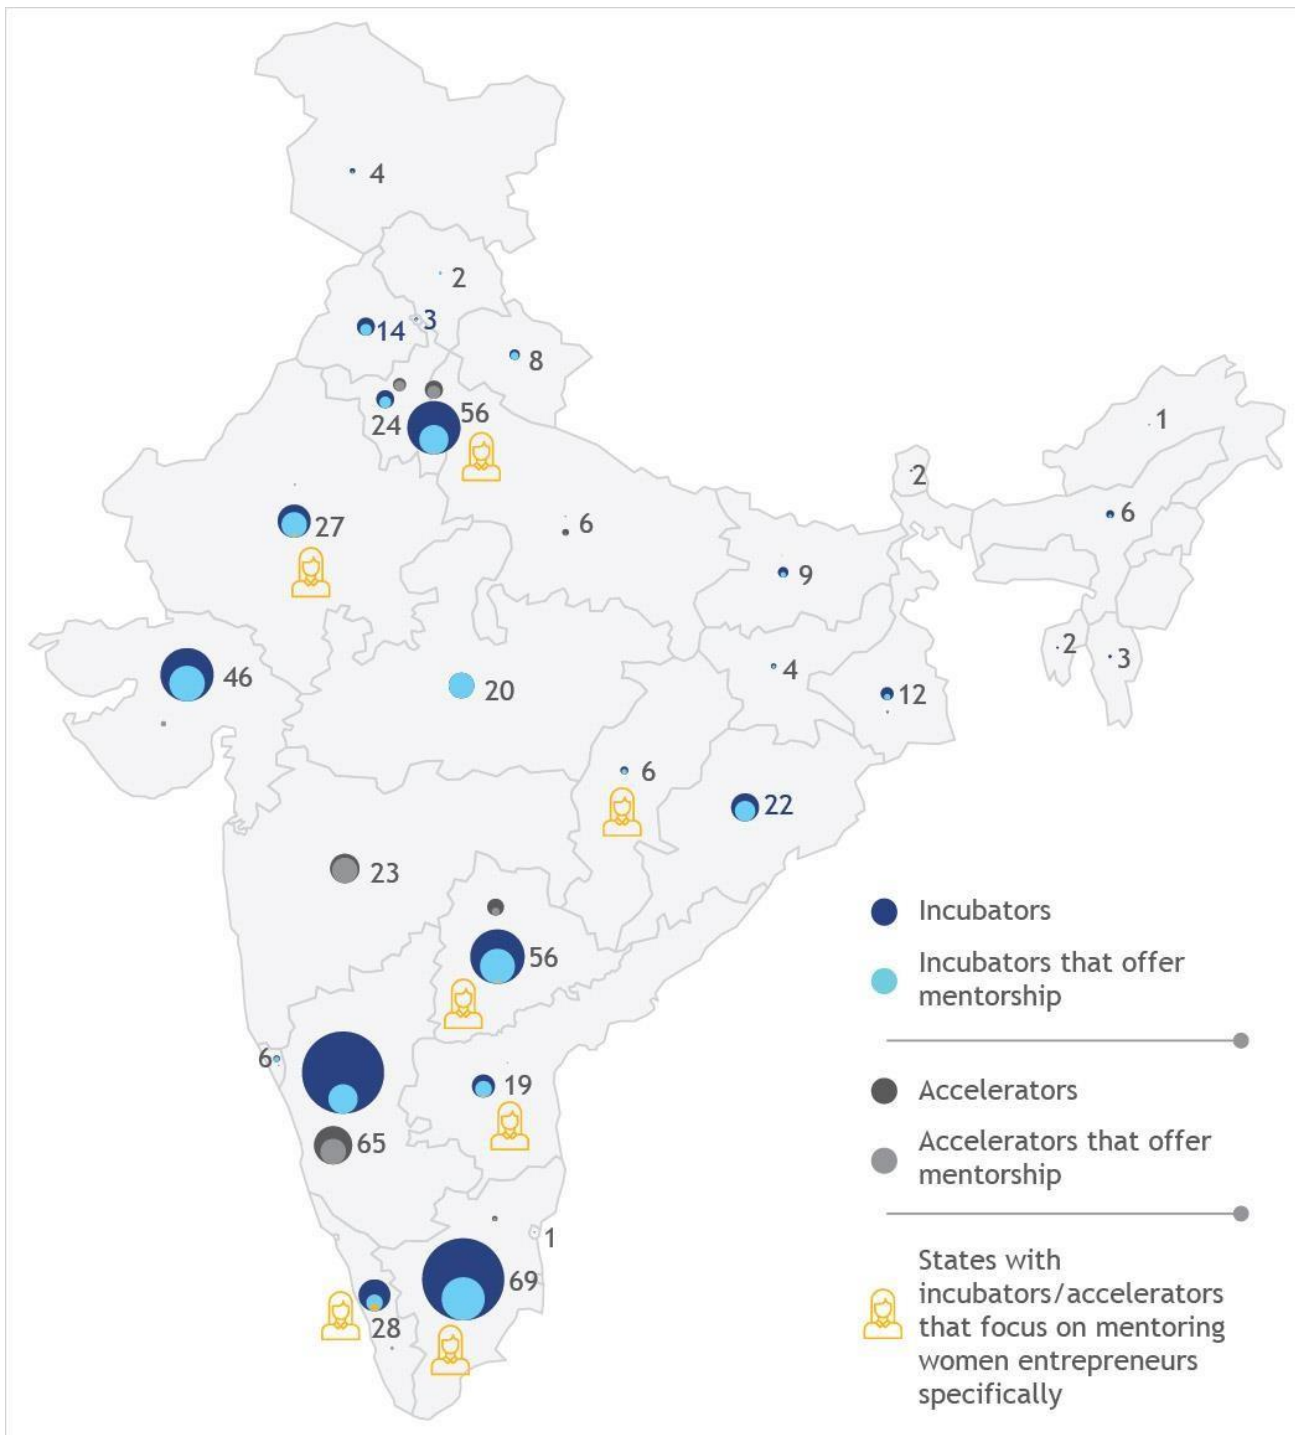 4
2
3
14
8
56
24
1
2
6
27
6
9
2
3
4
46
20
12
6
22
23
56
6
19
65
1
69
28
Incubators
Incubators that offer
mentorship
Accelerators
Accelerators that offer
mentorship
States with
incubators/accelerators
that focus on mentoring
women entrepreneurs
specifically